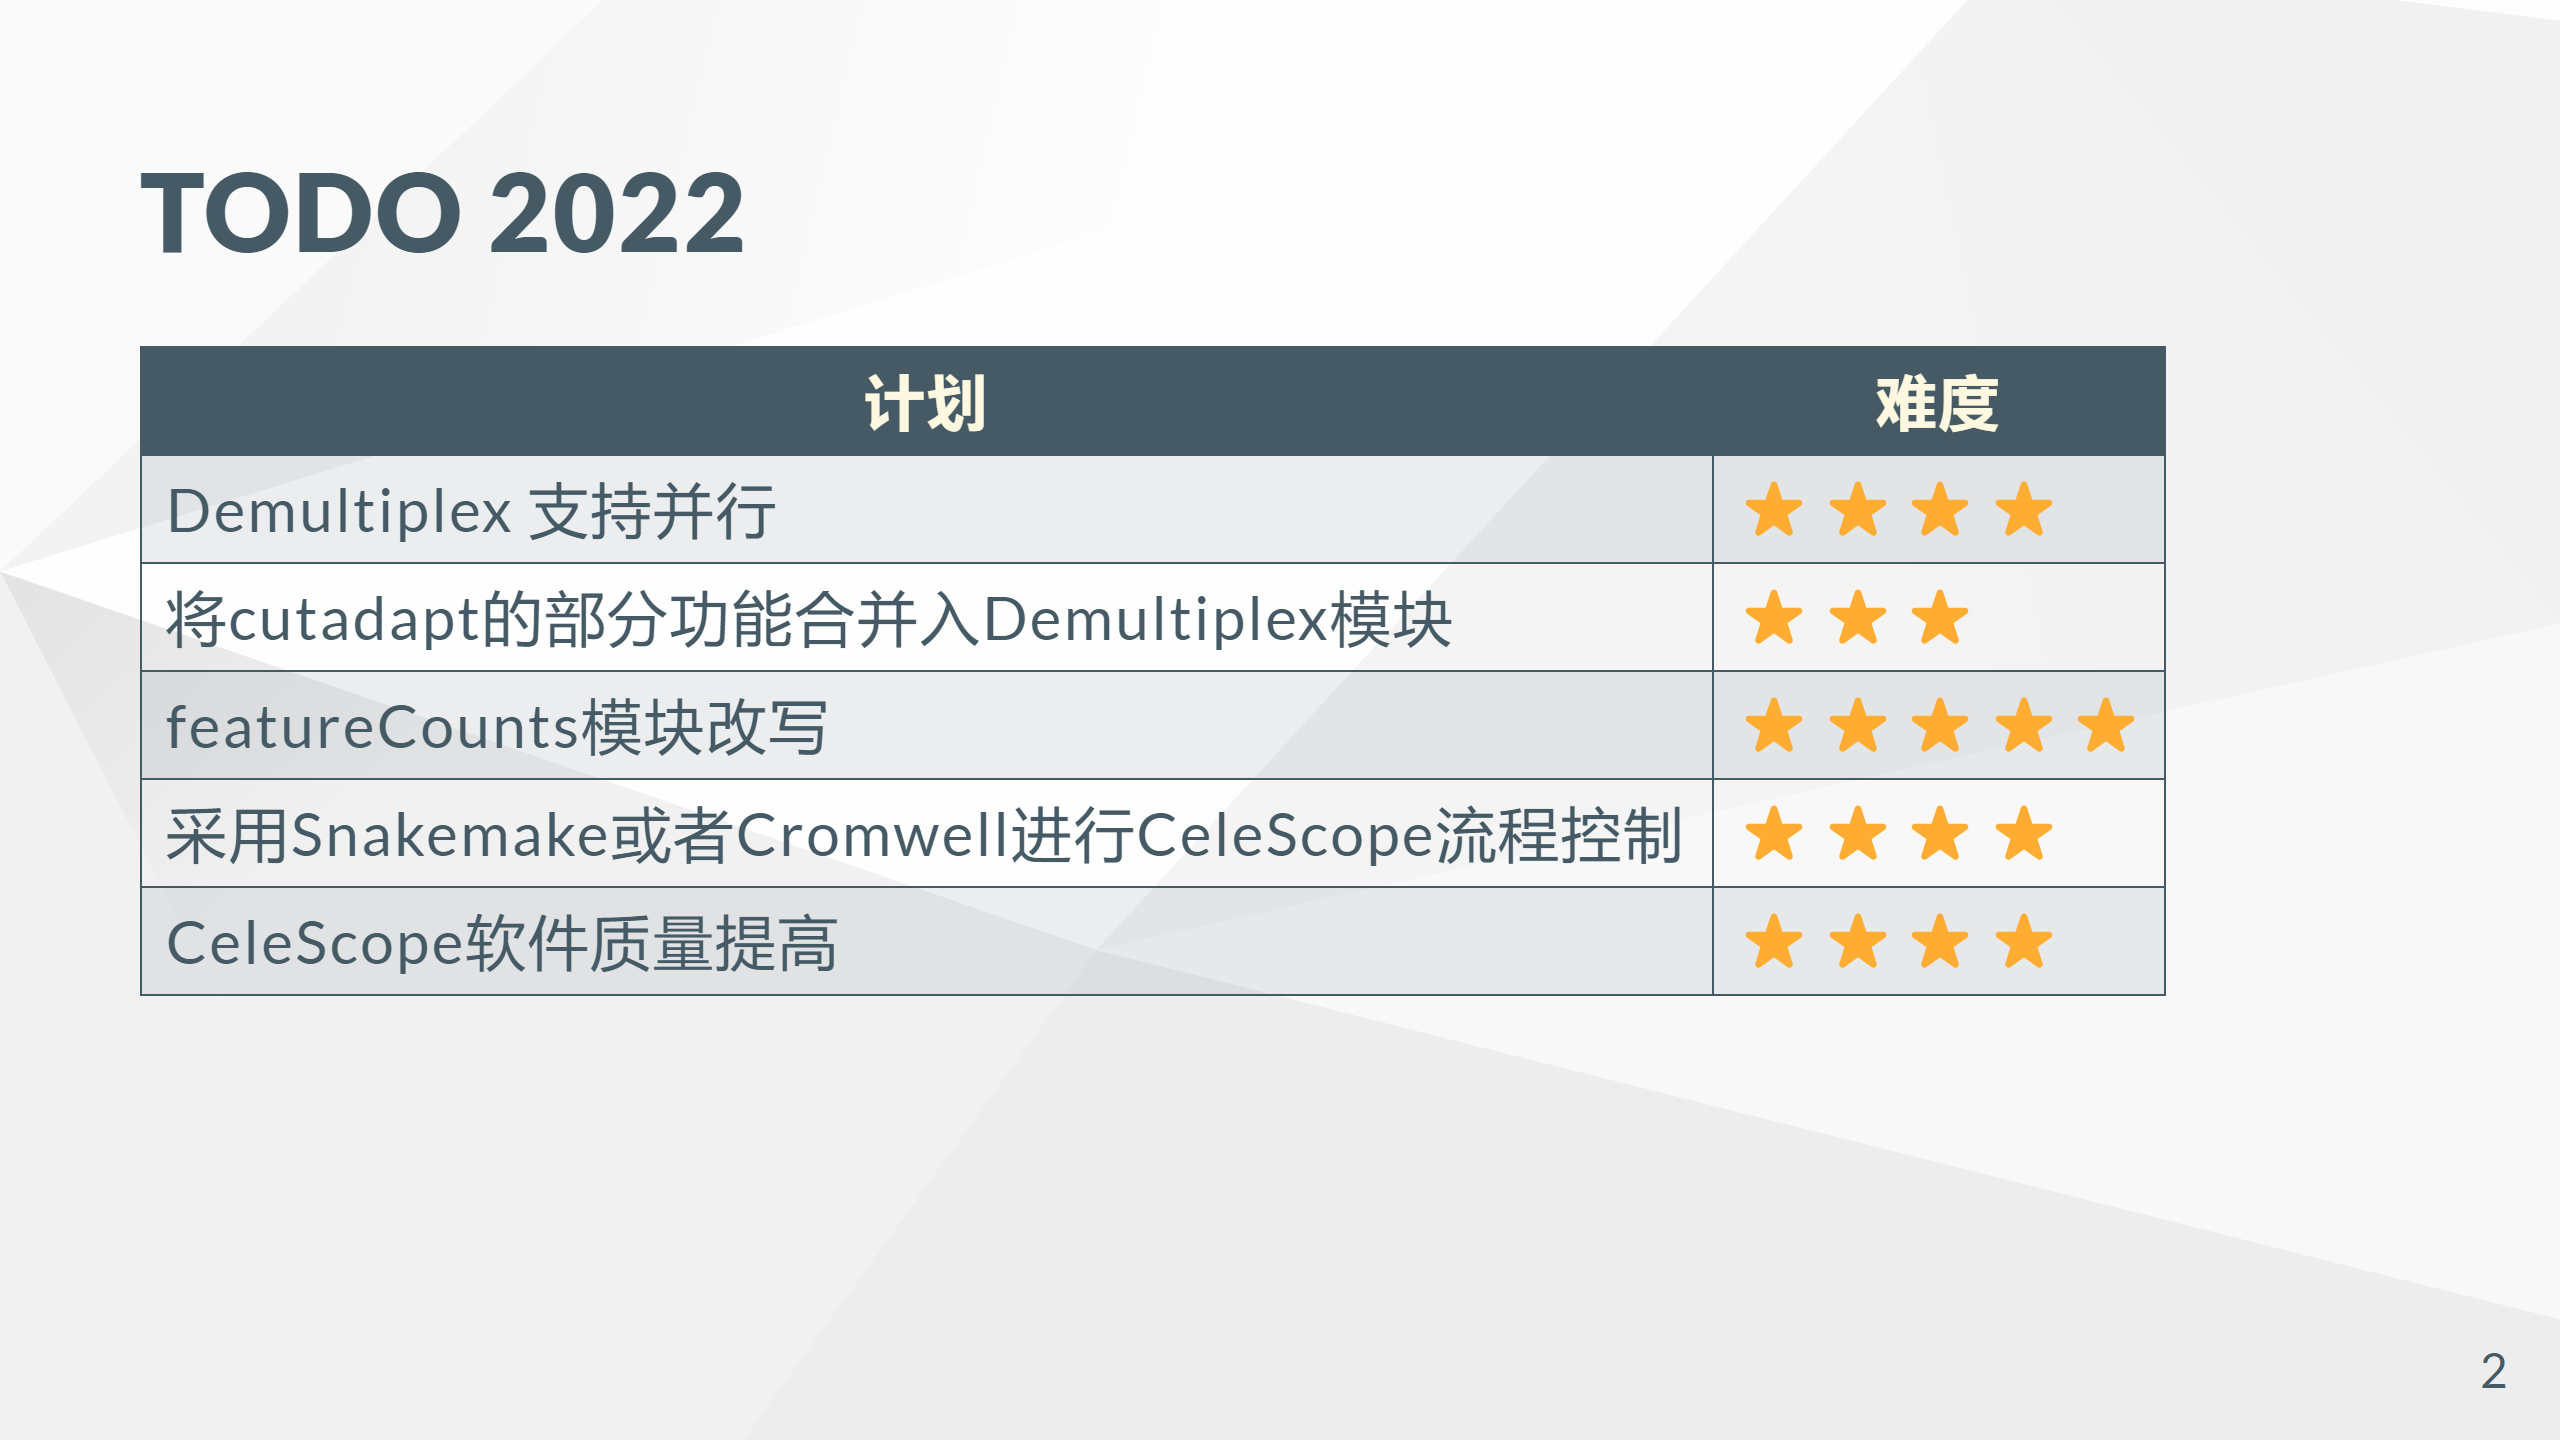 TODO 2022
计划 难度
Demultiplex 支持并行 ⭐⭐⭐⭐
将cutadapt的部分功能合并入Demultiplex模块 ⭐⭐⭐
featureCounts模块改写 ⭐⭐⭐⭐⭐
采用Snakemake或者Cromwell进行CeleScope流程控制 ⭐⭐⭐⭐
CeleScope软件质量提高 ⭐⭐⭐⭐
2